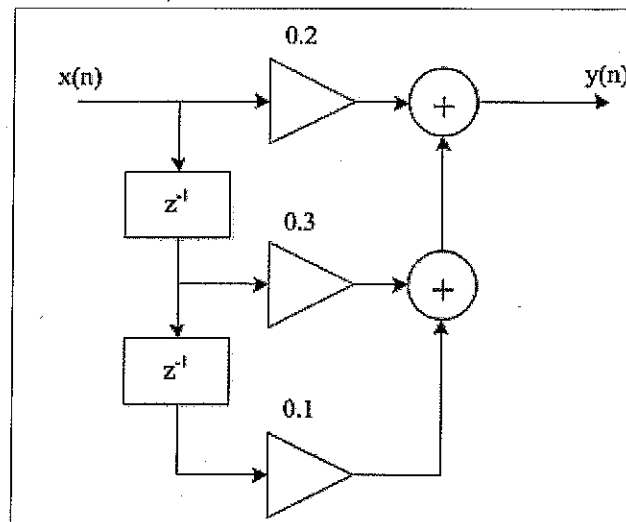 0.2
x(n)
+
y(n)
z⁻¹
0.3
+
z⁻¹
0.1